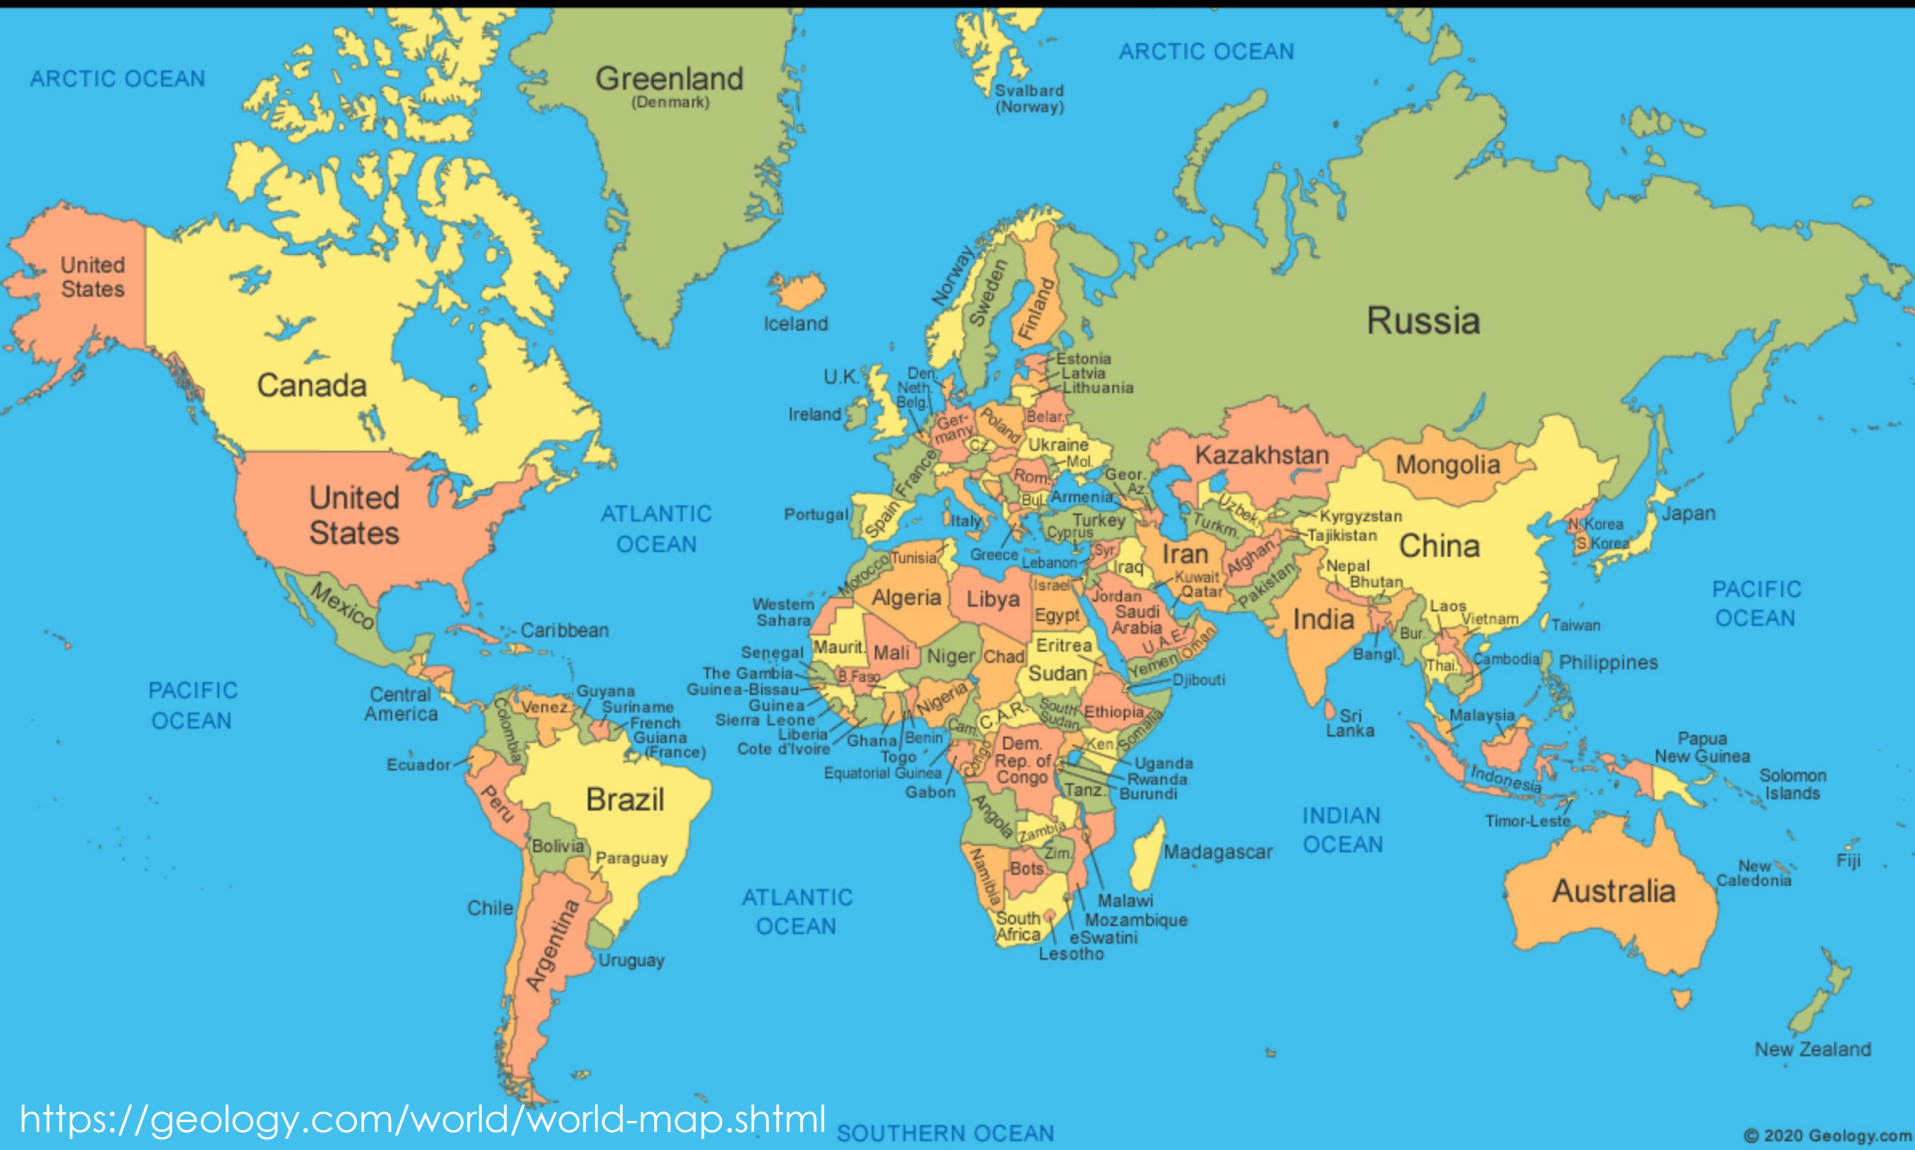 ARCTIC OCEAN
ARCTIC OCEAN
Greenland
(Denmark)
Svalbard
(Norway)
United
States
Canada
Iceland
Norway
Sweden
Finland
Russia
Estonia
Latvia
Lithuania
U.K.
Ireland
Den.
Neth.
Belg.
Ger-
many
Poland
Belar.
Cz.
Ukraine
Mol.
France
Rom.
Bul.
Italy
Spain
Portugal
Greece
Geor.
Az.
Armenia
Turkey
Cyprus
Lebanon
Syr.
Iraq
Israel
Jordan
Iran
Kuwait
Qatar
Saudi
Arabia
U.A.E.
Oman
Yemen
Kazakhstan
Uzbek.
Turkm.
Kyrgyzstan
Tajikistan
Afghan.
Pakistan
Mongolia
China
N. Korea
S. Korea
Japan
Nepal
Bhutan
India
Bangl.
Bur.
Laos
Vietnam
Thai.
Cambodia
Taiwan
Philippines
Sri
Lanka
Malaysia
Indonesia
Timor-Leste
Papua
New Guinea
Solomon
Islands
United
States
Mexico
ATLANTIC
OCEAN
PACIFIC
OCEAN
Caribbean
Central
America
PACIFIC
OCEAN
Morocco
Tunisia
Algeria
Libya
Egypt
Western
Sahara
Maurit.
Mali
Niger
Chad
Sudan
Eritrea
Djibouti
Senegal
The Gambia
Guinea-Bissau
Guinea
Sierra Leone
Liberia
Cote d'Ivoire
B.Faso
Ghana
Togo
Benin
Nigeria
Cam.
C.A.R.
South
Sudan
Ethiopia
Somalia
Equatorial Guinea
Gabon
Congo
Dem.
Rep. of
Congo
Ken.
Uganda
Rwanda
Burundi
Tanz.
Angola
Zambia
Zim.
Namibia
Bots.
South
Africa
Malawi
Mozambique
eSwatini
Lesotho
Madagascar
Venez.
Colombia
Guyana
Suriname
French
Guiana
(France)
Ecuador
Peru
Brazil
Bolivia
Paraguay
Chile
Argentina
Uruguay
ATLANTIC
OCEAN
INDIAN
OCEAN
Australia
New
Caledonia
Fiji
New Zealand
https://geology.com/world/world-map.shtml
SOUTHERN OCEAN
© 2020 Geology.com